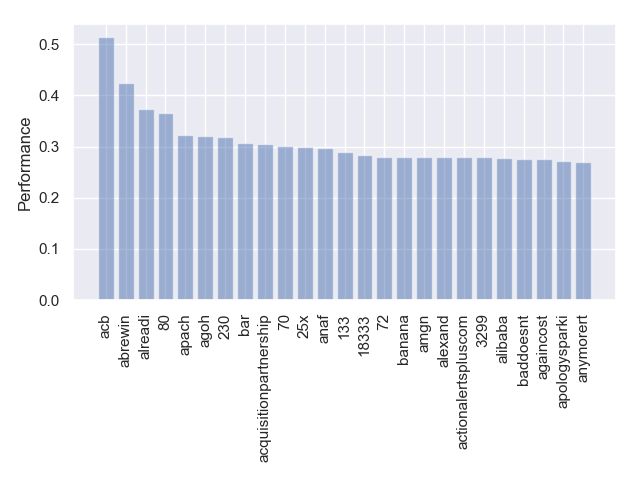 0.5
0.4
0.3
0.2
0.1
0.0
Performance
acb
abrewin
alreadi
80
apach
agoh
230
bar
acquisitionpartnership
70
25x
anaf
133
18333
72
banana
amgn
alexand
actionalertspluscom
3299
alibaba
baddoesnt
againcost
apologysparki
anymorert